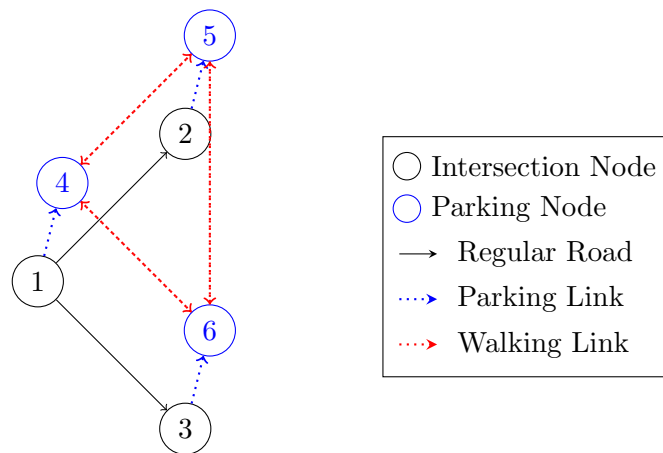 5
2
4
1
6
3
Intersection Node
Parking Node
Regular Road
Parking Link
Walking Link